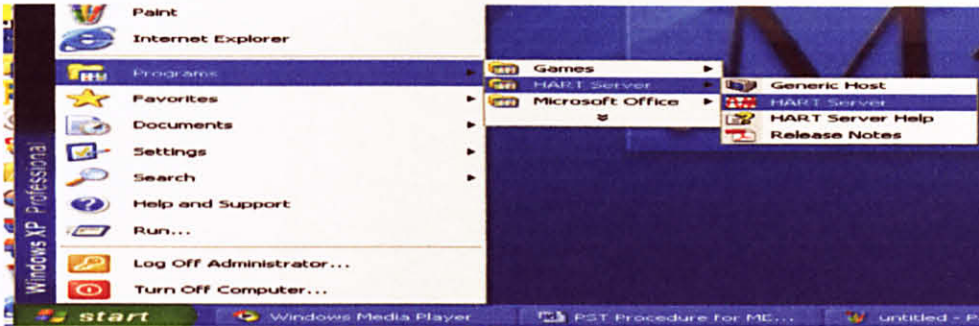 Paint
Internet Explorer
Programs
Favorites
Documents
Settings
Search
Help and Support
Run...
Log Off Administrator...
Turn Off Computer...
Windows XP Professional
Games
HART Server
Microsoft Office
Generic Host
HART Server
HART Server Help
Release Notes
start
Windows Media Player
PST Procedure for ME...
untitled - P